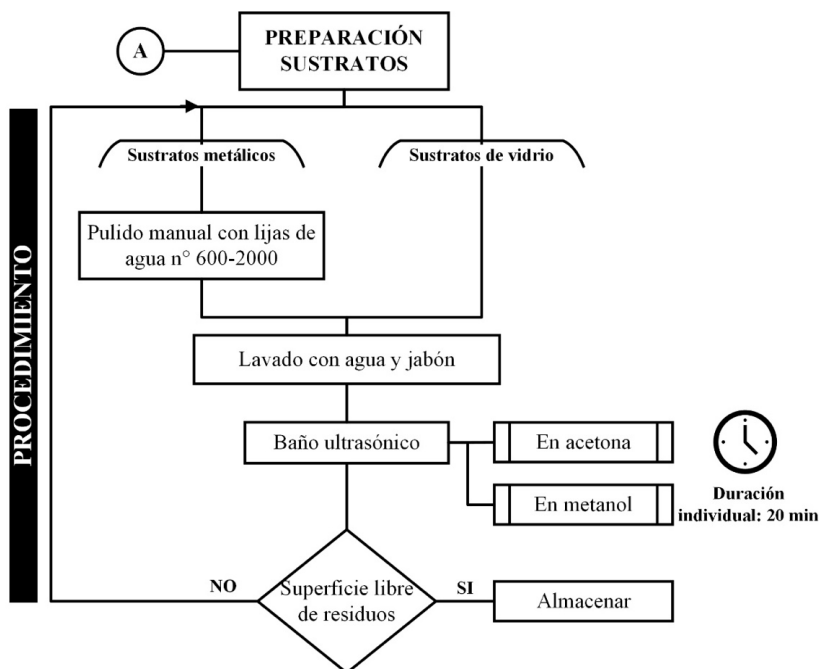 A
PREPARACIÓN
SUSTRATOS
PROCEDIMIENTO
Sustratos metálicos
Sustratos de vidrio
Pulido manual con lijas de
agua n° 600-2000
Lavado con agua y jabón
Baño ultrasónico
En acetona
En metanol
Duración
individual: 20 min
NO
Superficie libre
de residuos
SI
Almacenar